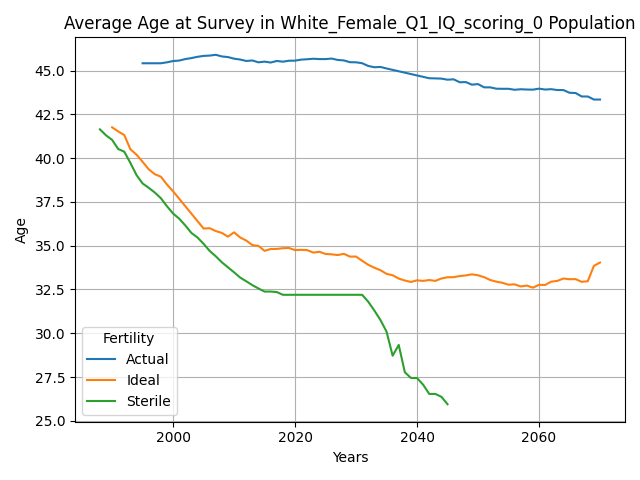 Average Age at Survey in White_Female_Q1_IQ_scoring_0 Population
45.0
42.5
40.0
37.5
35.0
32.5
30.0
27.5
25.0
Age
Fertility
Actual
Ideal
Sterile
2000
2020
2040
2060
Years